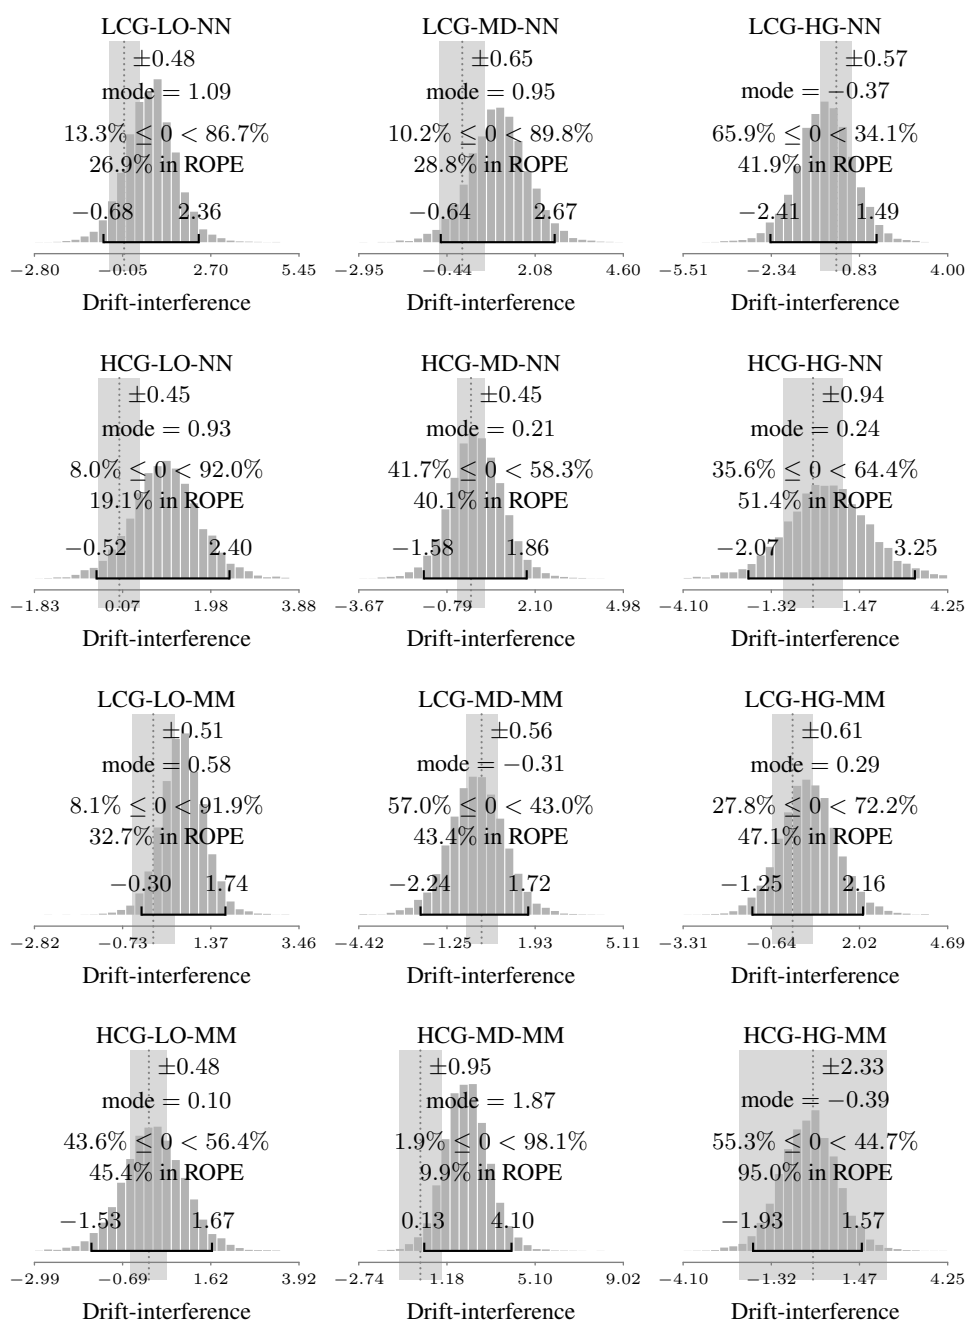 LCG-LO-NN
±0.48
mode = 1.09
13.3% ≤ 0 < 86.7%
26.9% in ROPE
−0.68 2.36
−2.80 −0.05 2.70 5.45
Drift-interference
LCG-MD-NN
±0.65
mode = 0.95
10.2% ≤ 0 < 89.8%
28.8% in ROPE
−0.64 2.67
−2.95 −0.44 2.08 4.60
Drift-interference
LCG-HG-NN
±0.57
mode = −0.37
65.9% ≤ 0 < 34.1%
41.9% in ROPE
−2.41 1.49
−5.51 −2.34 0.83 4.00
Drift-interference
HCG-LO-NN
±0.45
mode = 0.93
8.0% ≤ 0 < 92.0%
19.1% in ROPE
−0.52 2.40
−1.83 0.07 1.98 3.88
Drift-interference
HCG-MD-NN
±0.45
mode = 0.21
41.7% ≤ 0 < 58.3%
40.1% in ROPE
−1.58 1.86
−3.67 −0.79 2.10 4.98
Drift-interference
HCG-HG-NN
±0.94
mode = 0.24
35.6% ≤ 0 < 64.4%
51.4% in ROPE
−2.07 3.25
−4.10 −1.32 1.47 4.25
Drift-interference
LCG-LO-MM
±0.51
mode = 0.58
8.1% ≤ 0 < 91.9%
32.7% in ROPE
−0.30 1.74
−2.82 −0.73 1.37 3.46
Drift-interference
LCG-MD-MM
±0.56
mode = −0.31
57.0% ≤ 0 < 43.0%
43.4% in ROPE
−2.24 1.72
−4.42 −1.25 1.93 5.11
Drift-interference
LCG-HG-MM
±0.61
mode = 0.29
27.8% ≤ 0 < 72.2%
47.1% in ROPE
−1.25 2.16
−3.31 −0.64 2.02 4.69
Drift-interference
HCG-LO-MM
±0.48
mode = 0.10
43.6% ≤ 0 < 56.4%
45.4% in ROPE
−1.53 1.67
−2.99 −0.69 1.62 3.92
Drift-interference
HCG-MD-MM
±0.95
mode = 1.87
1.9% ≤ 0 < 98.1%
9.9% in ROPE
0.13 4.10
−2.74 1.18 5.10 9.02
Drift-interference
HCG-HG-MM
±2.33
mode = −0.39
55.3% ≤ 0 < 44.7%
95.0% in ROPE
−1.93 1.57
−4.10 −1.32 1.47 4.25
Drift-interference